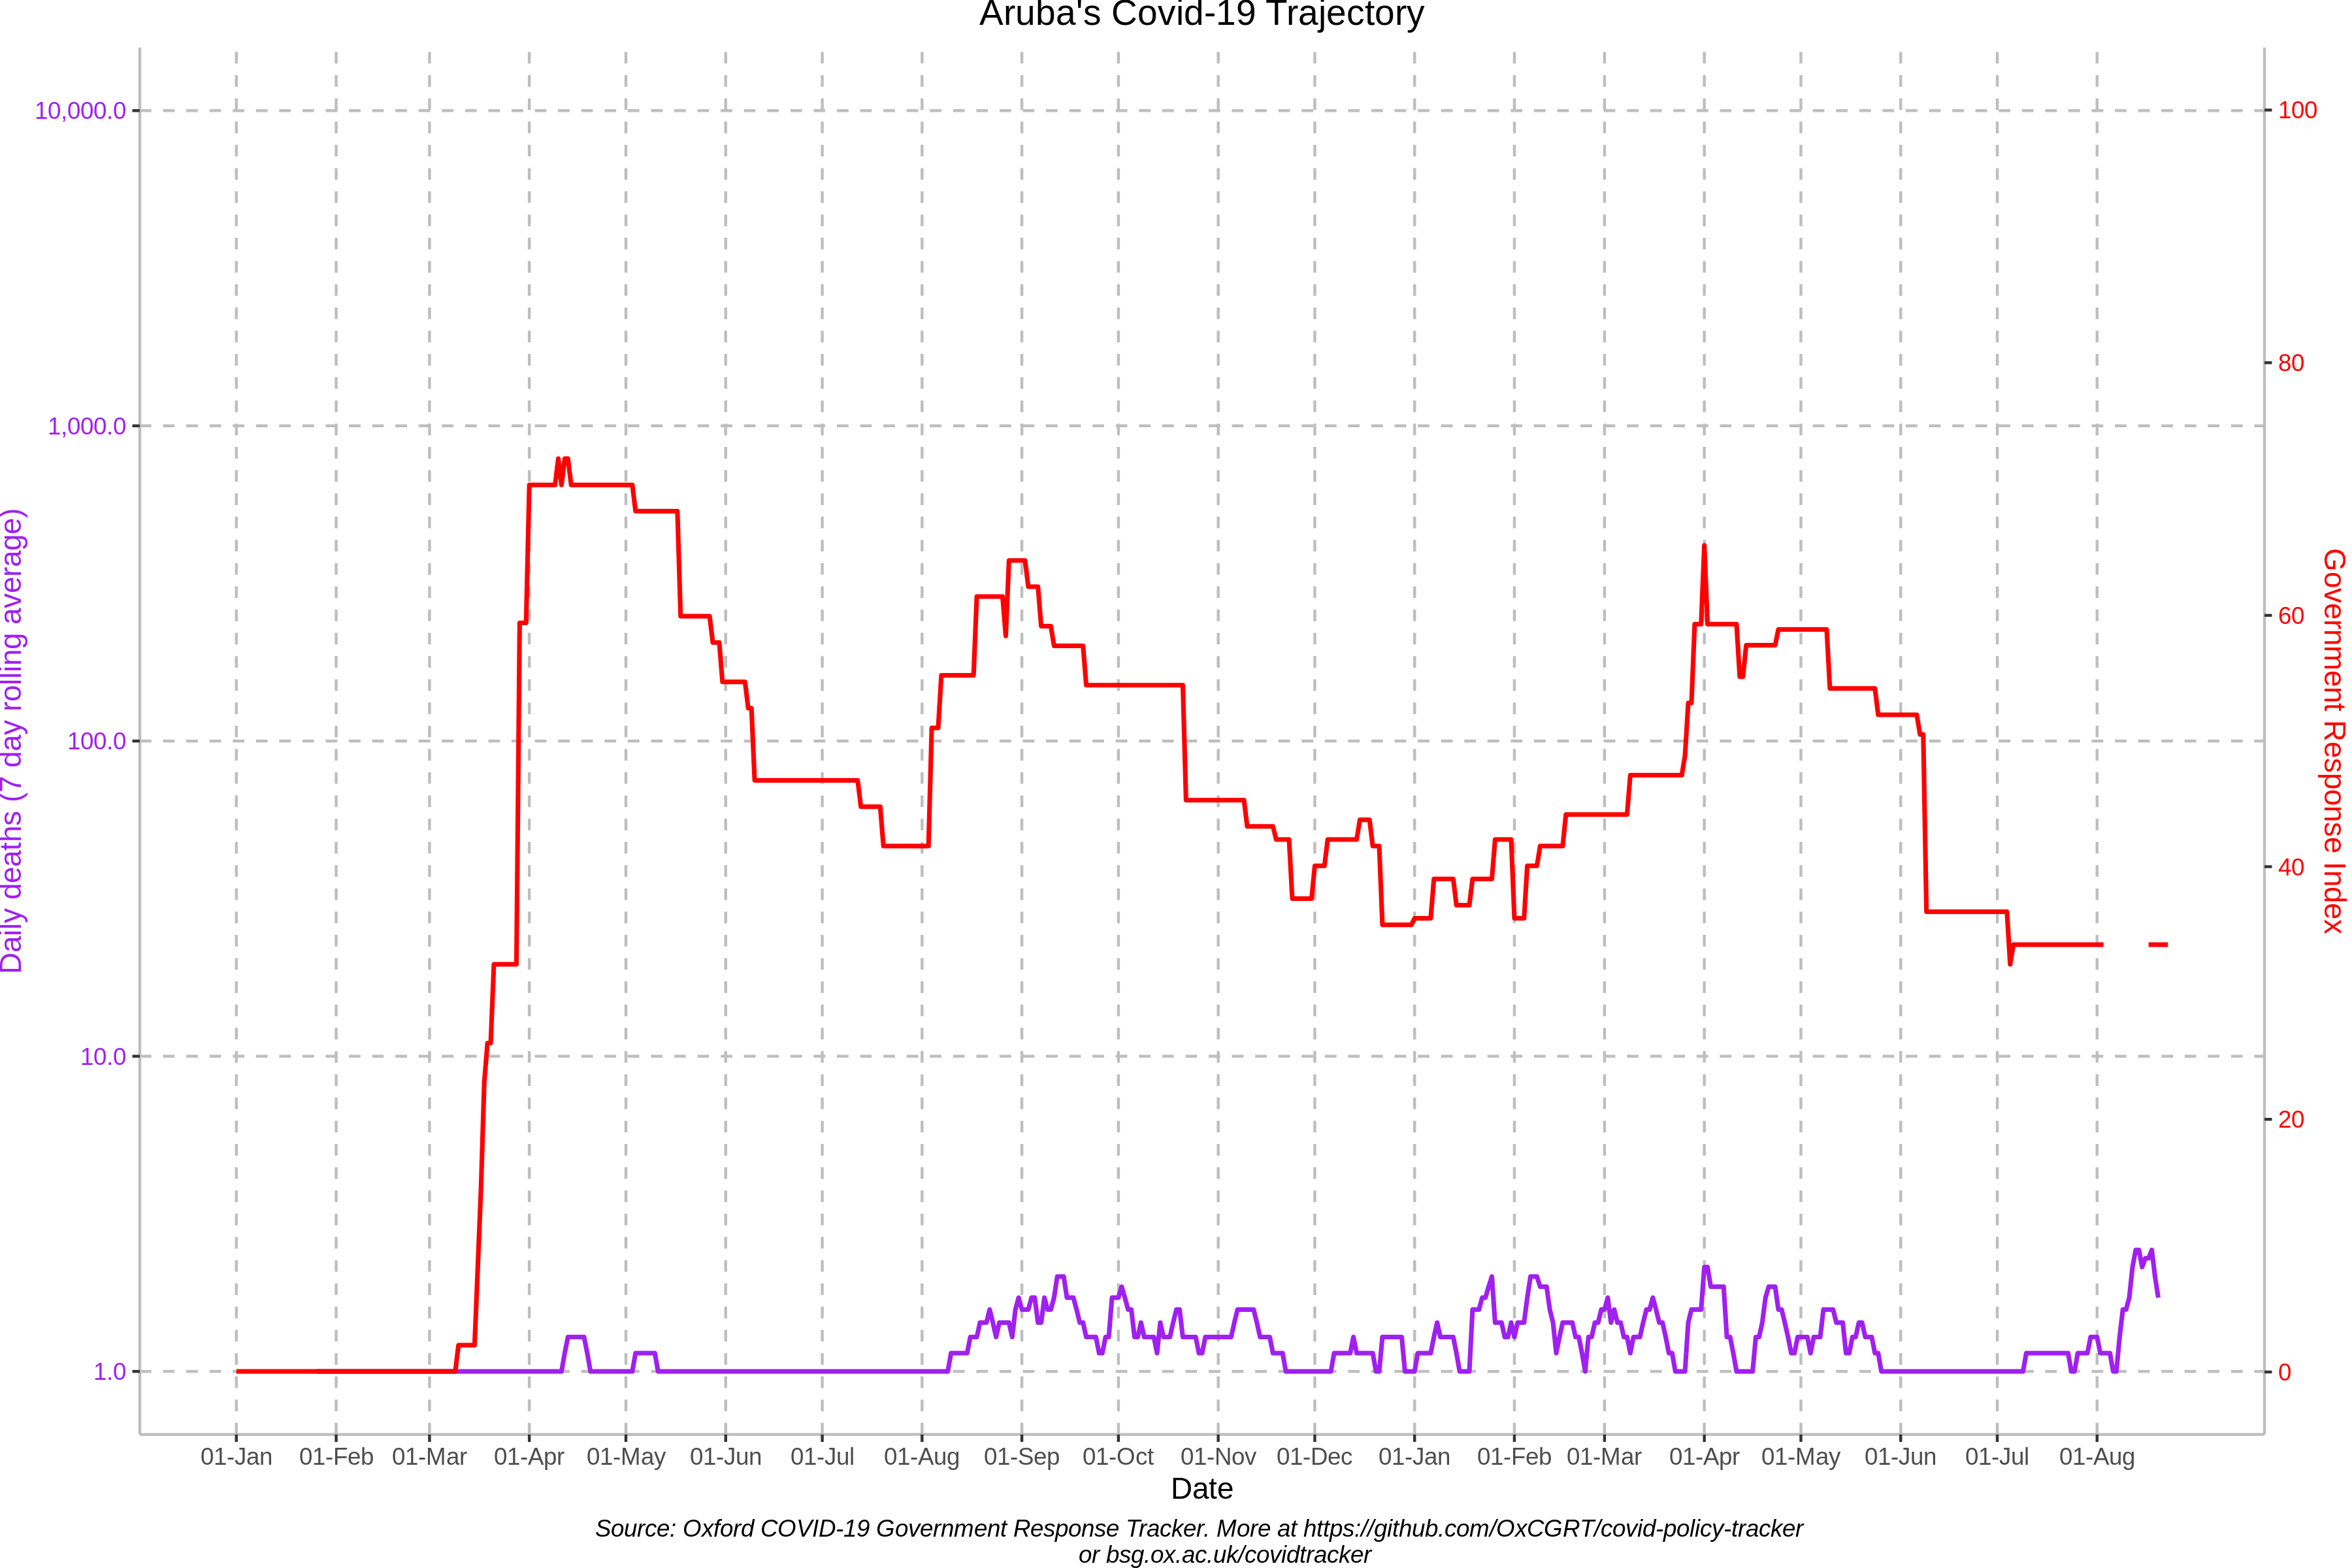 Aruba's Covid-19 Trajectory
10,000.0
1,000.0
100.0
10.0
1.0
Daily deaths (7 day rolling average)
100
80
60
40
20
0
Government Response Index
01-Jan 01-Feb 01-Mar 01-Apr 01-May 01-Jun 01-Jul 01-Aug 01-Sep 01-Oct 01-Nov 01-Dec 01-Jan 01-Feb 01-Mar 01-Apr 01-May 01-Jun 01-Jul 01-Aug
Date
Source: Oxford COVID-19 Government Response Tracker. More at https://github.com/OxCGRT/covid-policy-tracker
or bsg.ox.ac.uk/covidtracker